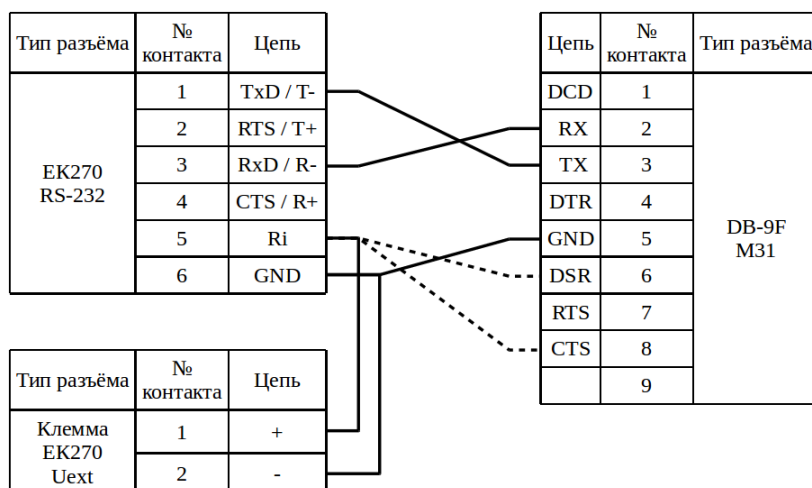 Тип разъёма
№
контакта
Цепь
ЕК270
RS-232
1
TxD / T-
2
RTS / T+
3
RxD / R-
4
CTS / R+
5
Ri
6
GND
Цепь
№
контакта
Тип разъёма
DCD
1
RX
2
TX
3
DTR
4
GND
5
DSR
6
RTS
7
CTS
8
9
DB-9F
M31
Тип разъёма
№
контакта
Цепь
Клемма
ЕК270
Uext
1
+
2
-